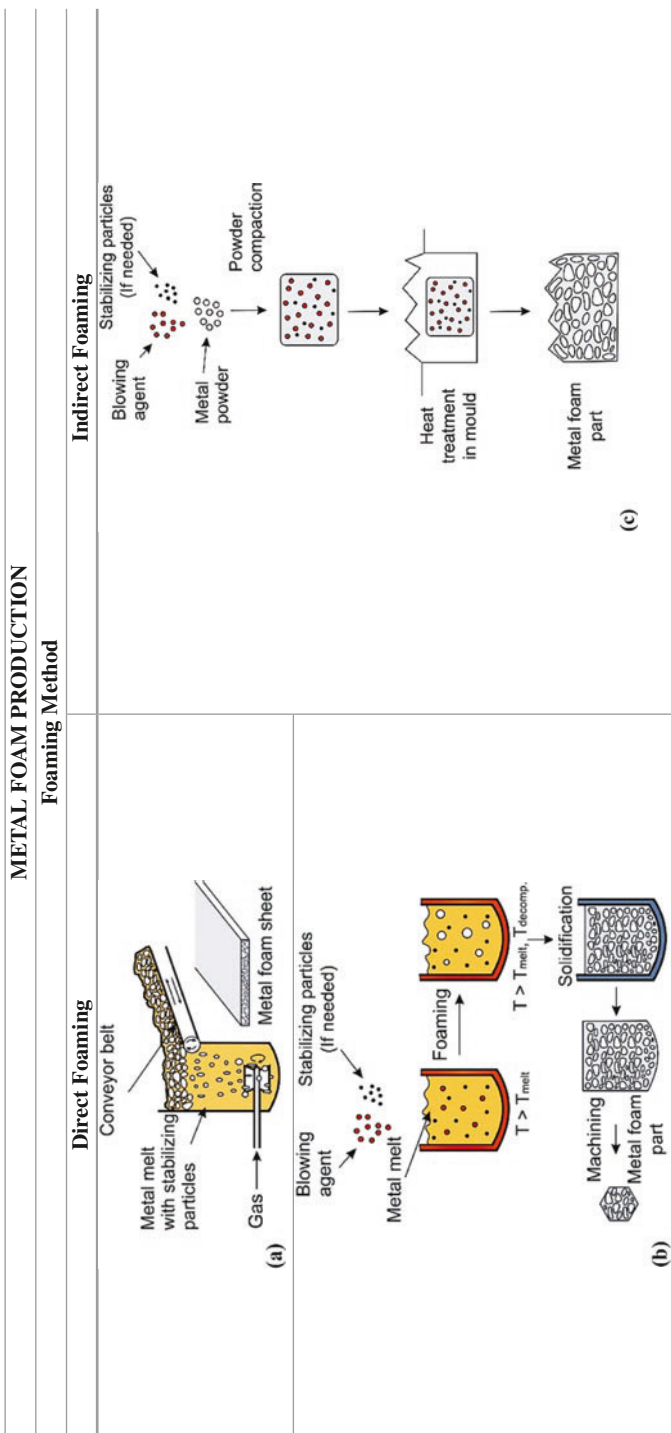 METAL FOAM PRODUCTION
Foaming Method
Direct Foaming
Indirect Foaming
Conveyor belt
Metal melt
with stabilizing
particles
Gas
Metal foam sheet
(a)
Blowing
agent
Stabilizing particles
(If needed)
Metal melt
Foaming
T > Tmelt
T > Tmelt, Tdecomp.
Solidification
Machining
Metal foam
part
(b)
Stabilizing particles
(If needed)
Blowing
agent
Metal
powder
Powder
compaction
Heat
treatment
in mould
Metal foam
part
(c)